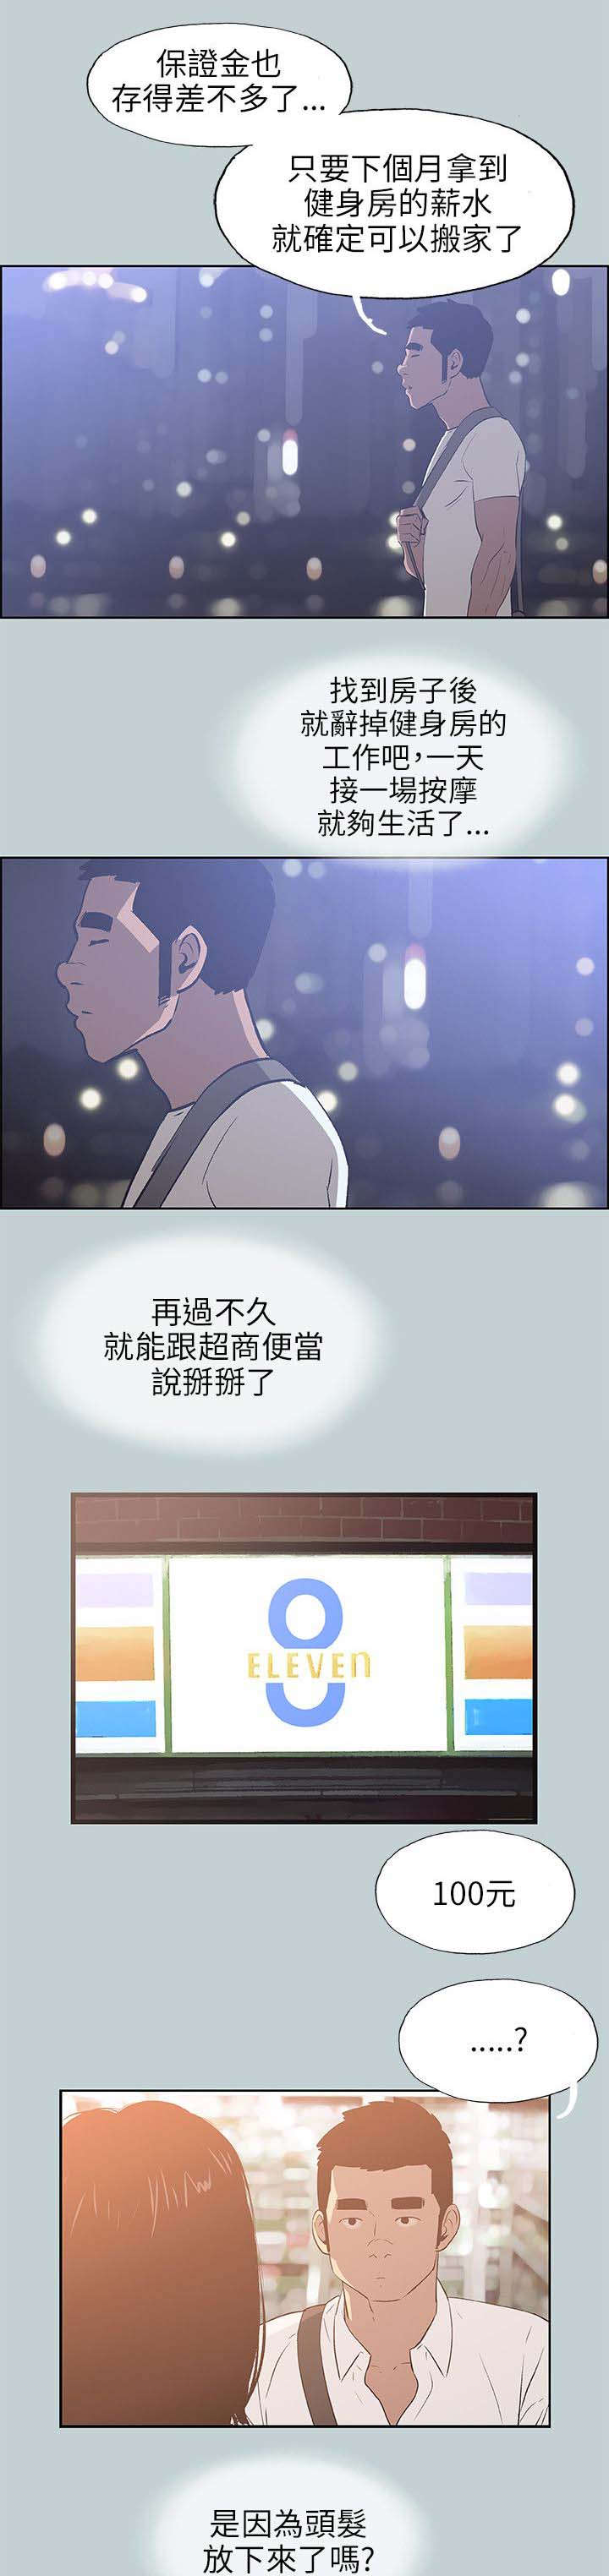 保證金也
存得差不多了...
只要下個月拿到
健身房的薪水
就確定可以搬家了
找到房子後
就辭掉健身房的
工作吧，一天
接一場按摩
就夠生活了...
再過不久
就能跟超商便當
說掰掰了
ELEVEN
100元
.....?
是因為頭髮
放下來了嗎?